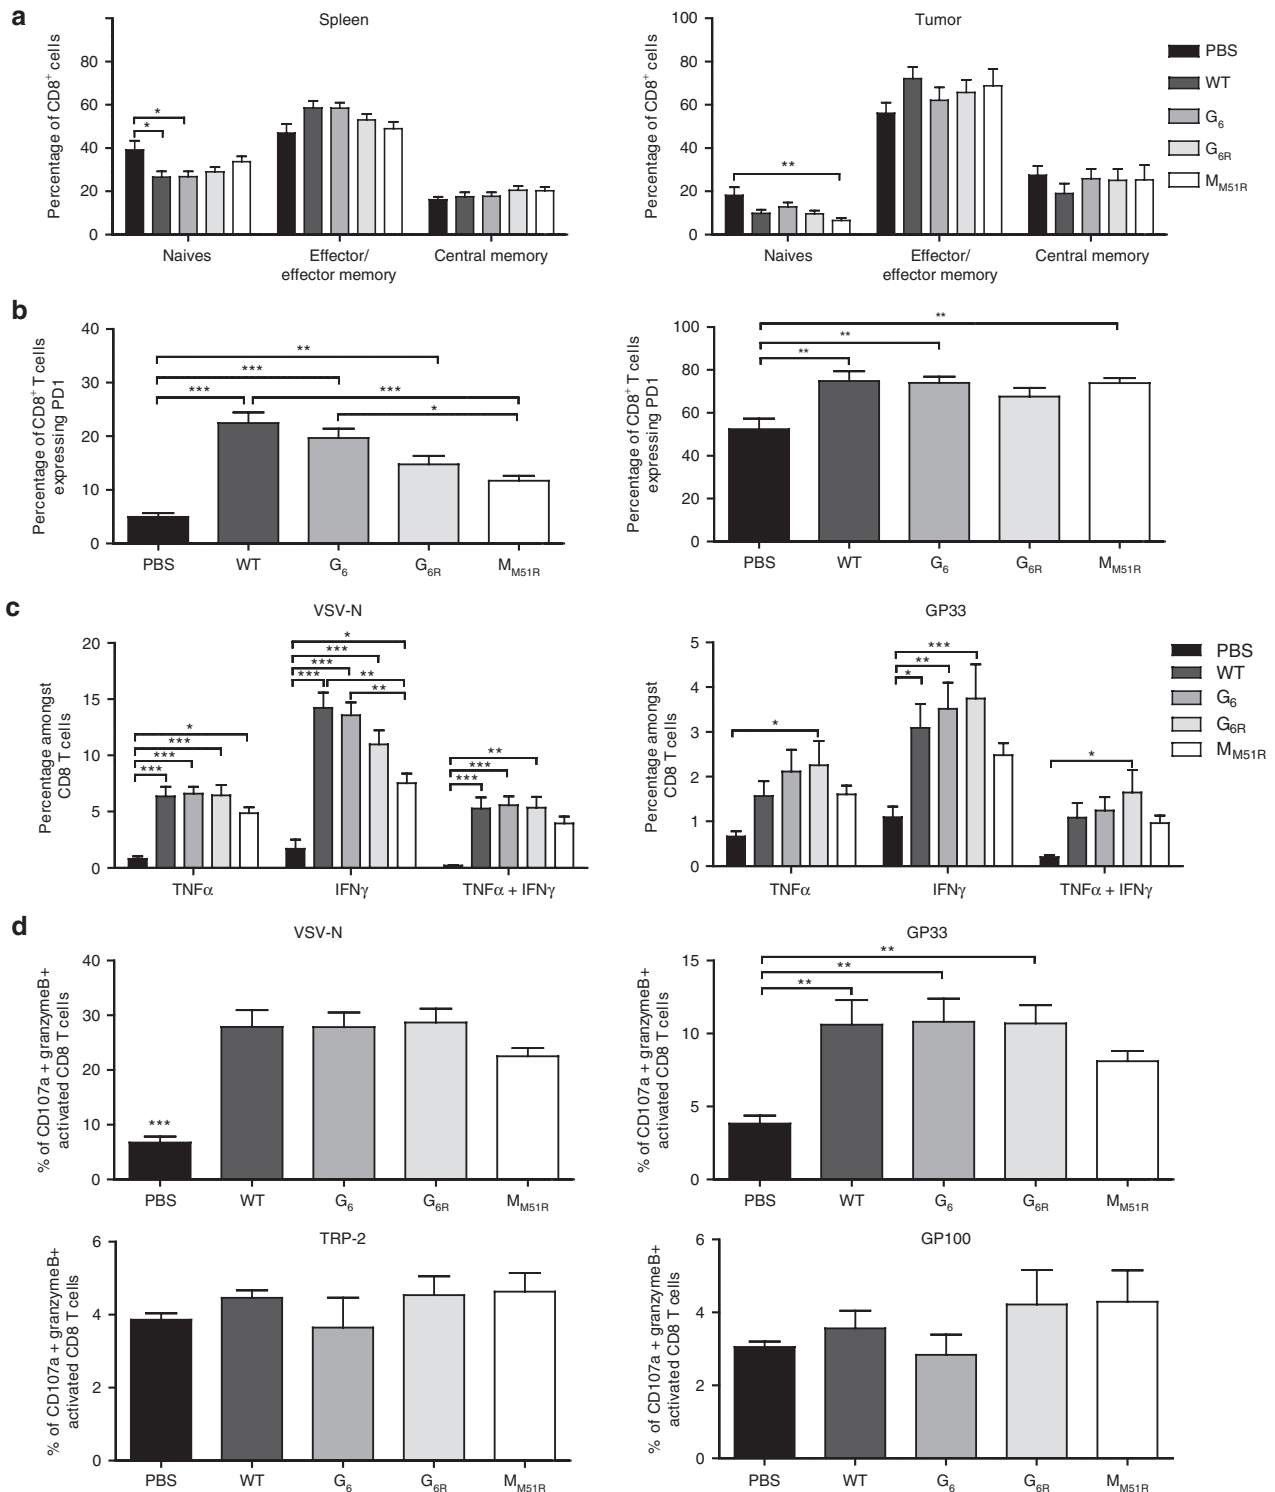 a
Spleen
Tumor
Percentage of CD8+ cells
80
60
40
20
0
*
*
Naives
Effector/
effector memory
Central memory
Percentage of CD8+ cells
100
80
60
40
20
0
**
Naives
Effector/
effector memory
Central memory
PBS
WT
G6
G6R
MM51R
b
Percentage of CD8+ T cells
expressing PD1
40
30
20
10
0
**
***
***
***
*
PBS
WT
G6
G6R
MM51R
Percentage of CD8+ T cells
expressing PD1
100
80
60
40
20
0
**
**
**
PBS
WT
G6
G6R
MM51R
c
VSV-N
Percentage amongst
CD8 T cells
20
15
10
5
0
*
***
***
***
*
***
***
***
**
**
**
***
***
TNFα
IFNγ
TNFα + IFNγ
GP33
Percentage amongst
CD8 T cells
5
4
3
2
1
0
*
***
**
*
*
TNFα
IFNγ
TNFα + IFNγ
PBS
WT
G6
G6R
MM51R
d
VSV-N
% of CD107a + granzymeB+
activated CD8 T cells
40
30
20
10
0
***
PBS
WT
G6
G6R
MM51R
GP33
% of CD107a + granzymeB+
activated CD8 T cells
15
10
5
0
**
**
**
PBS
WT
G6
G6R
MM51R
TRP-2
% of CD107a + granzymeB+
activated CD8 T cells
6
4
2
0
PBS
WT
G6
G6R
MM51R
GP100
% of CD107a + granzymeB+
activated CD8 T cells
6
4
2
0
PBS
WT
G6
G6R
MM51R